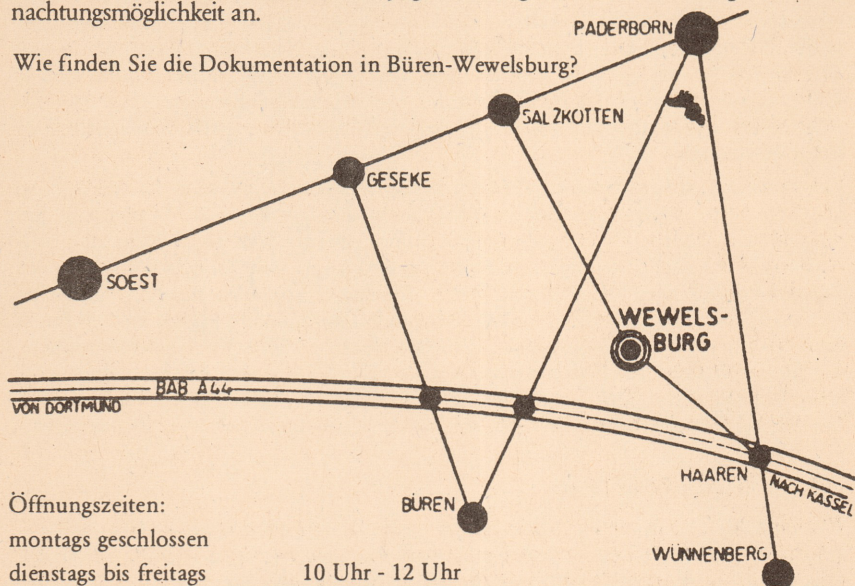 nachtungsmöglichkeit an.
Wie finden Sie die Dokumentation in Büren-Wewelsburg?
PADERBORN
SALZKOTTEN
GESEKE
SOEST
WEWELS-
BURG
BAB A44
VON DORTMUND
HAAREN
NACH KASSEL
BÜREN
WÜNNENBERG
Öffnungszeiten:
montags geschlossen
dienstags bis freitags 10 Uhr - 12 Uhr